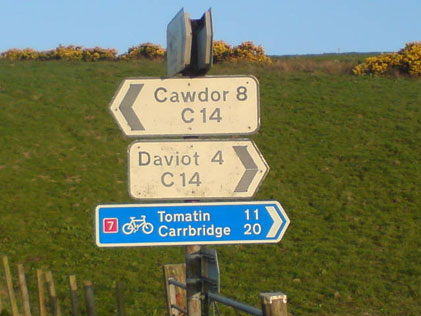 Cawdor 8
C14
Daviot 4
C14
7 Tomatin 11
Carrbridge 20